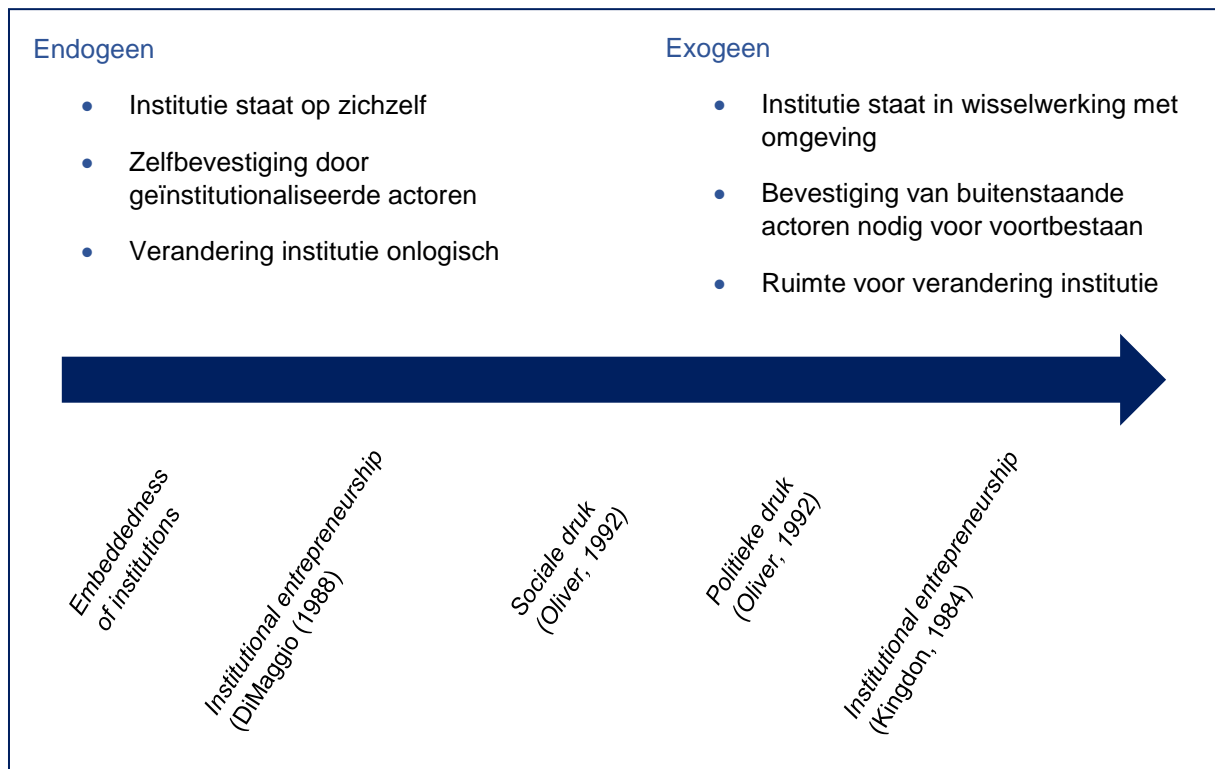 Endogeen
• Institutie staat op zichzelf
• Zelfbevestiging door
geïnstitutionaliseerde actoren
• Verandering institutie onlogisch
Exogeen
• Institutie staat in wisselwerking met
omgeving
• Bevestiging van buitenstaande
actoren nodig voor voortbestaan
• Ruimte voor verandering institutie
Embeddedness
of institutions
Institutional entrepreneurship
(DiMaggio (1988)
Sociale druk
(Oliver, 1992)
Politieke druk
(Oliver, 1992)
Institutional entrepreneurship
(Kingdon, 1984)